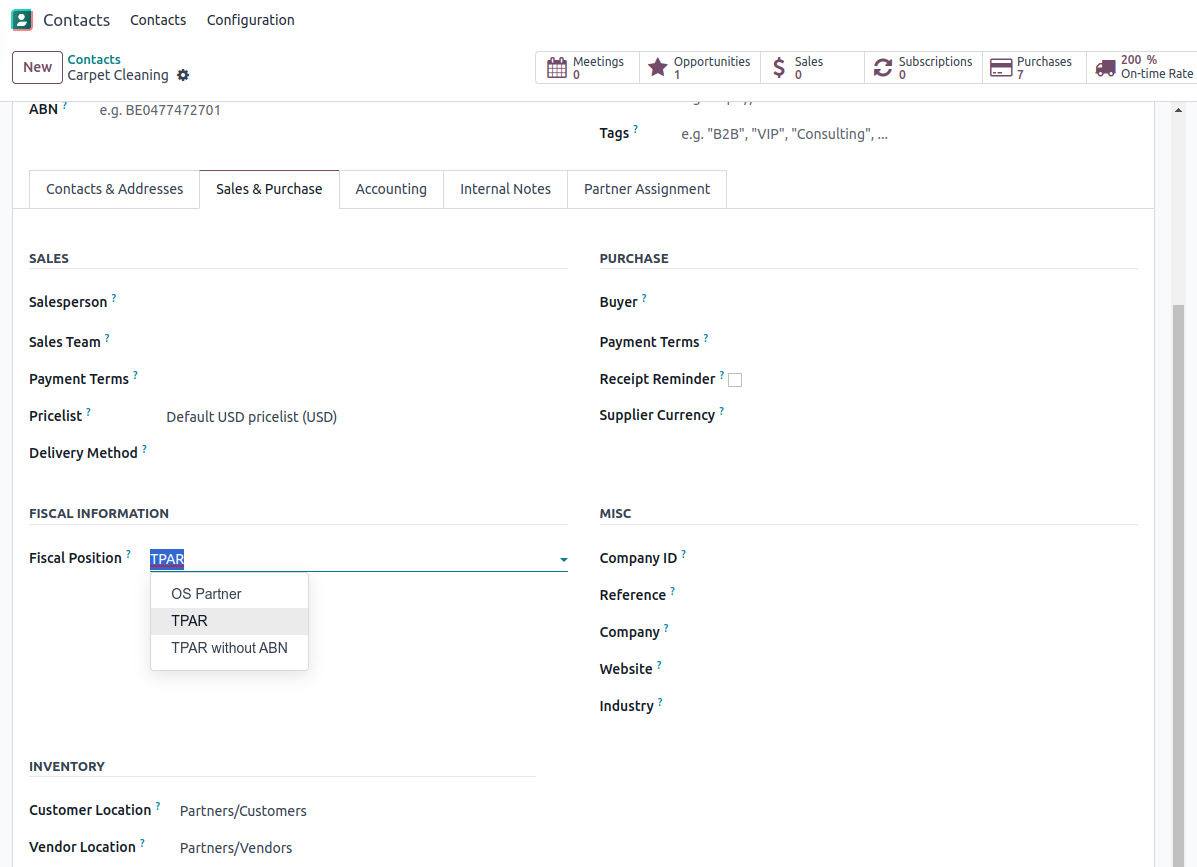 Contacts Contacts Configuration
New
Contacts
Carpet Cleaning
Meetings
0
Opportunities
1
Sales
0
Subscriptions
0
Purchases
7
200 %
On-time Rate
ABN ? e.g. BE0477472701
Tags ? e.g. "B2B", "VIP", "Consulting", ...
Contacts & Addresses Sales & Purchase Accounting Internal Notes Partner Assignment
SALES
Salesperson ?
Sales Team ?
Payment Terms ?
Pricelist ? Default USD pricelist (USD)
Delivery Method ?
PURCHASE
Buyer ?
Payment Terms ?
Receipt Reminder ?
Supplier Currency ?
FISCAL INFORMATION
Fiscal Position ? TPAR
OS Partner
TPAR
TPAR without ABN
MISC
Company ID ?
Reference ?
Company ?
Website ?
Industry ?
INVENTORY
Customer Location ? Partners/Customers
Vendor Location ? Partners/Vendors